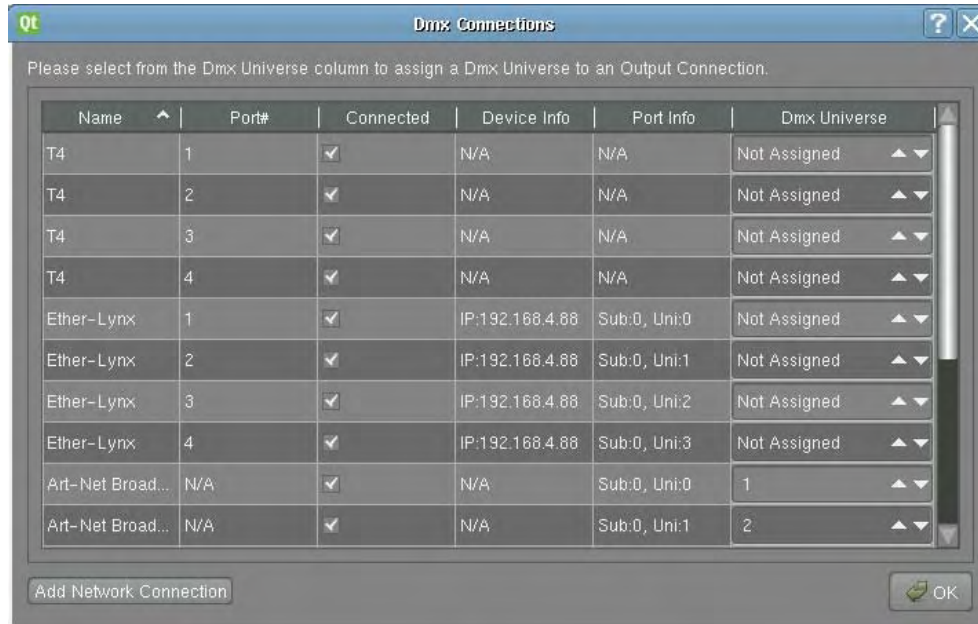 Qt Dmx Connections ?
Please select from the Dmx Universe column to assign a Dmx Universe to an Output Connection.
Name Port# Connected Device Info Port Info Dmx Universe
T4 1 N/A N/A Not Assigned
T4 2 N/A N/A Not Assigned
T4 3 N/A N/A Not Assigned
T4 4 N/A N/A Not Assigned
Ether-Lynx 1 IP:192.168.4.88 Sub:0, Uni:0 Not Assigned
Ether-Lynx 2 IP:192.168.4.88 Sub:0, Uni:1 Not Assigned
Ether-Lynx 3 IP:192.168.4.88 Sub:0, Uni:2 Not Assigned
Ether-Lynx 4 IP:192.168.4.88 Sub:0, Uni:3 Not Assigned
Art-Net Broad... N/A N/A Sub:0, Uni:0 1
Art-Net Broad... N/A N/A Sub:0, Uni:1 2
Add Network Connection OK